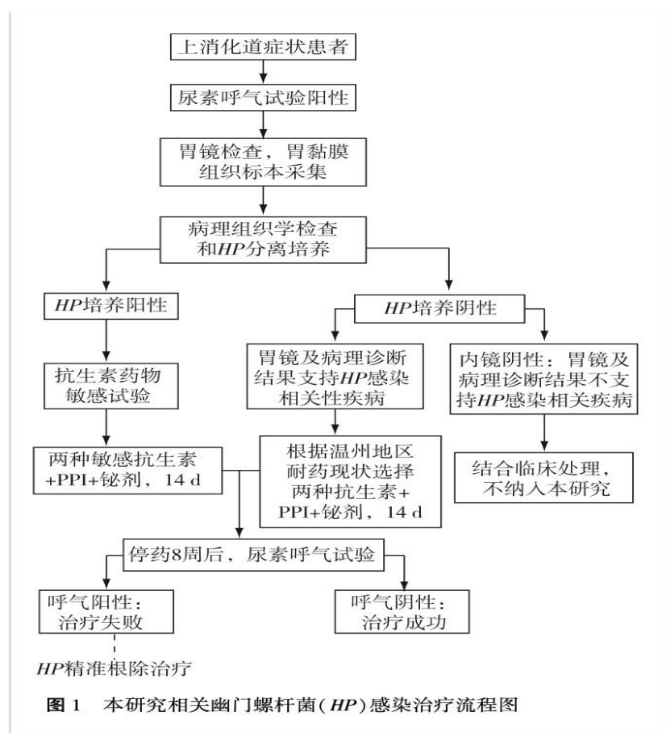 上消化道症状患者
尿素呼气试验阳性
胃镜检查，胃黏膜
组织标本采集
病理组织学检查
和HP分离培养
HP培养阳性
HP培养阴性
抗生素药物
敏感试验
胃镜及病理诊断
结果支持HP感染
相关性疾病
内镜阴性：胃镜及
病理诊断结果不支
持HP感染相关疾病
两种敏感抗生素
+PPI+铋剂，14 d
根据温州地区
耐药现状选择
两种抗生素+
PPI+铋剂，14 d
结合临床处理，
不纳入本研究
停药8周后，尿素呼气试验
呼气阳性：
治疗失败
呼气阴性：
治疗成功
HP精准根除治疗
图 1 本研究相关幽门螺杆菌(HP)感染治疗流程图